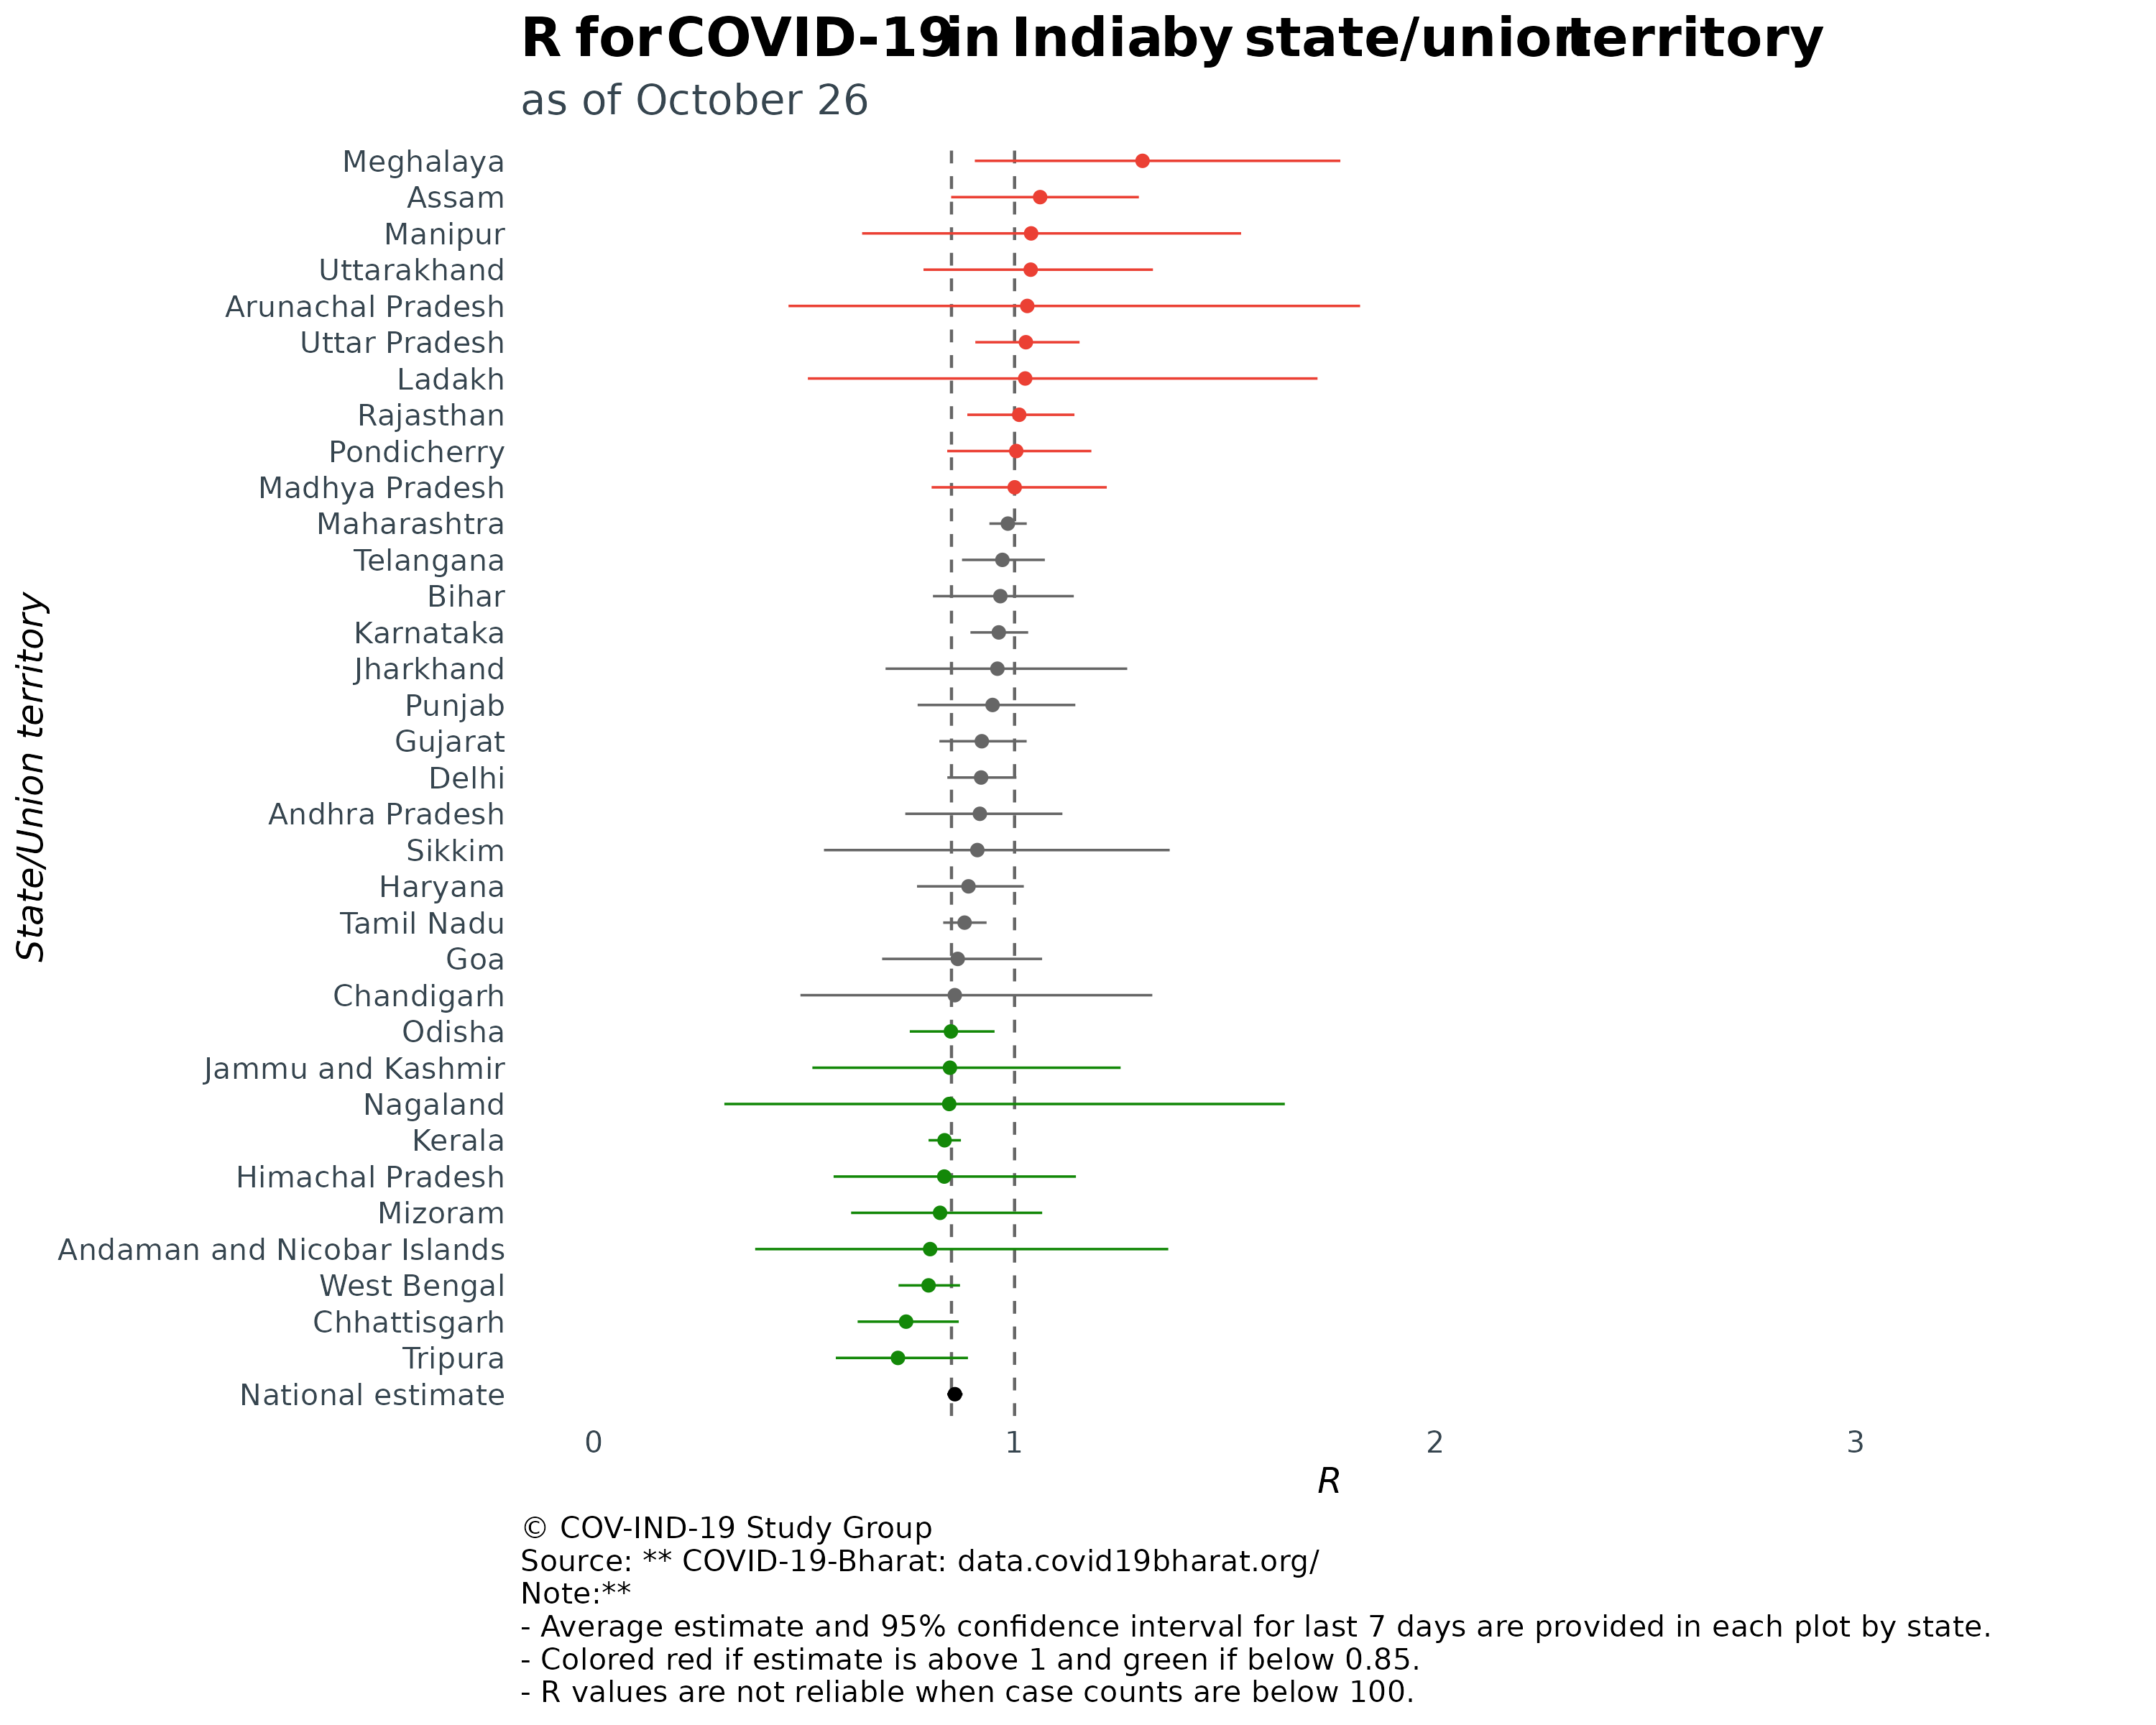 R for COVID-19 in India by state/union territory
as of October 26
Meghalaya
Assam
Manipur
Uttarakhand
Arunachal Pradesh
Uttar Pradesh
Ladakh
Rajasthan
Pondicherry
Madhya Pradesh
Maharashtra
Telangana
Bihar
Karnataka
Jharkhand
Punjab
Gujarat
Delhi
Andhra Pradesh
Sikkim
Haryana
Tamil Nadu
Goa
Chandigarh
Odisha
Jammu and Kashmir
Nagaland
Kerala
Himachal Pradesh
Mizoram
Andaman and Nicobar Islands
West Bengal
Chhattisgarh
Tripura
National estimate
State/Union territory
0 1 2 3
R
© COV-IND-19 Study Group
Source: ** COVID-19-Bharat: data.covid19bharat.org/
Note:**
- Average estimate and 95% confidence interval for last 7 days are provided in each plot by state.
- Colored red if estimate is above 1 and green if below 0.85.
- R values are not reliable when case counts are below 100.